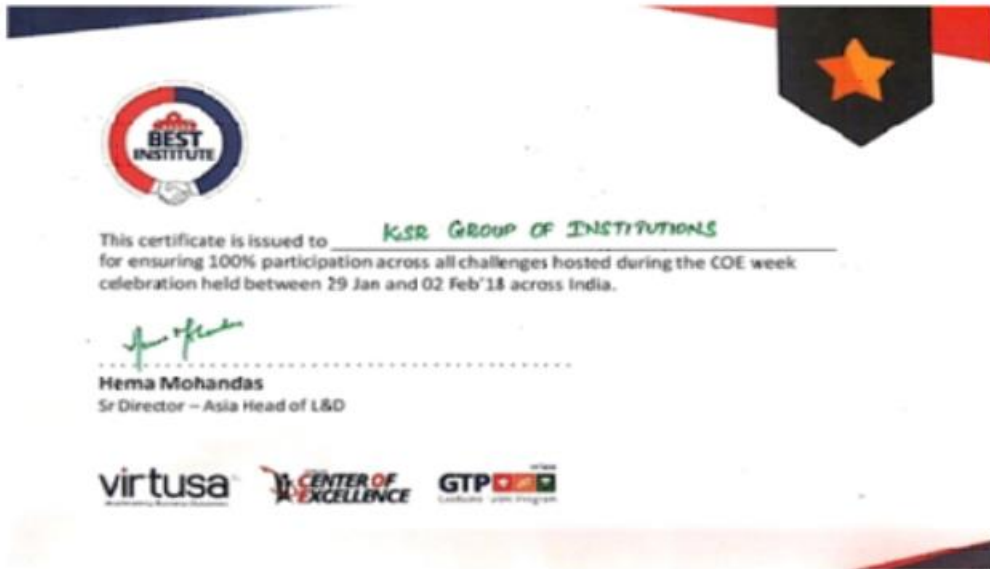 BEST
INSTITUTE
This certificate is issued to KSR GROUP OF INSTITUTIONS
for ensuring 100% participation across all challenges hosted during the COE week
celebration held between 29 Jan and 02 Feb'18 across India.
Hema Mohandas
Sr Director – Asia Head of L&D
virtusa
CENTER OF
EXCELLENCE
GTP